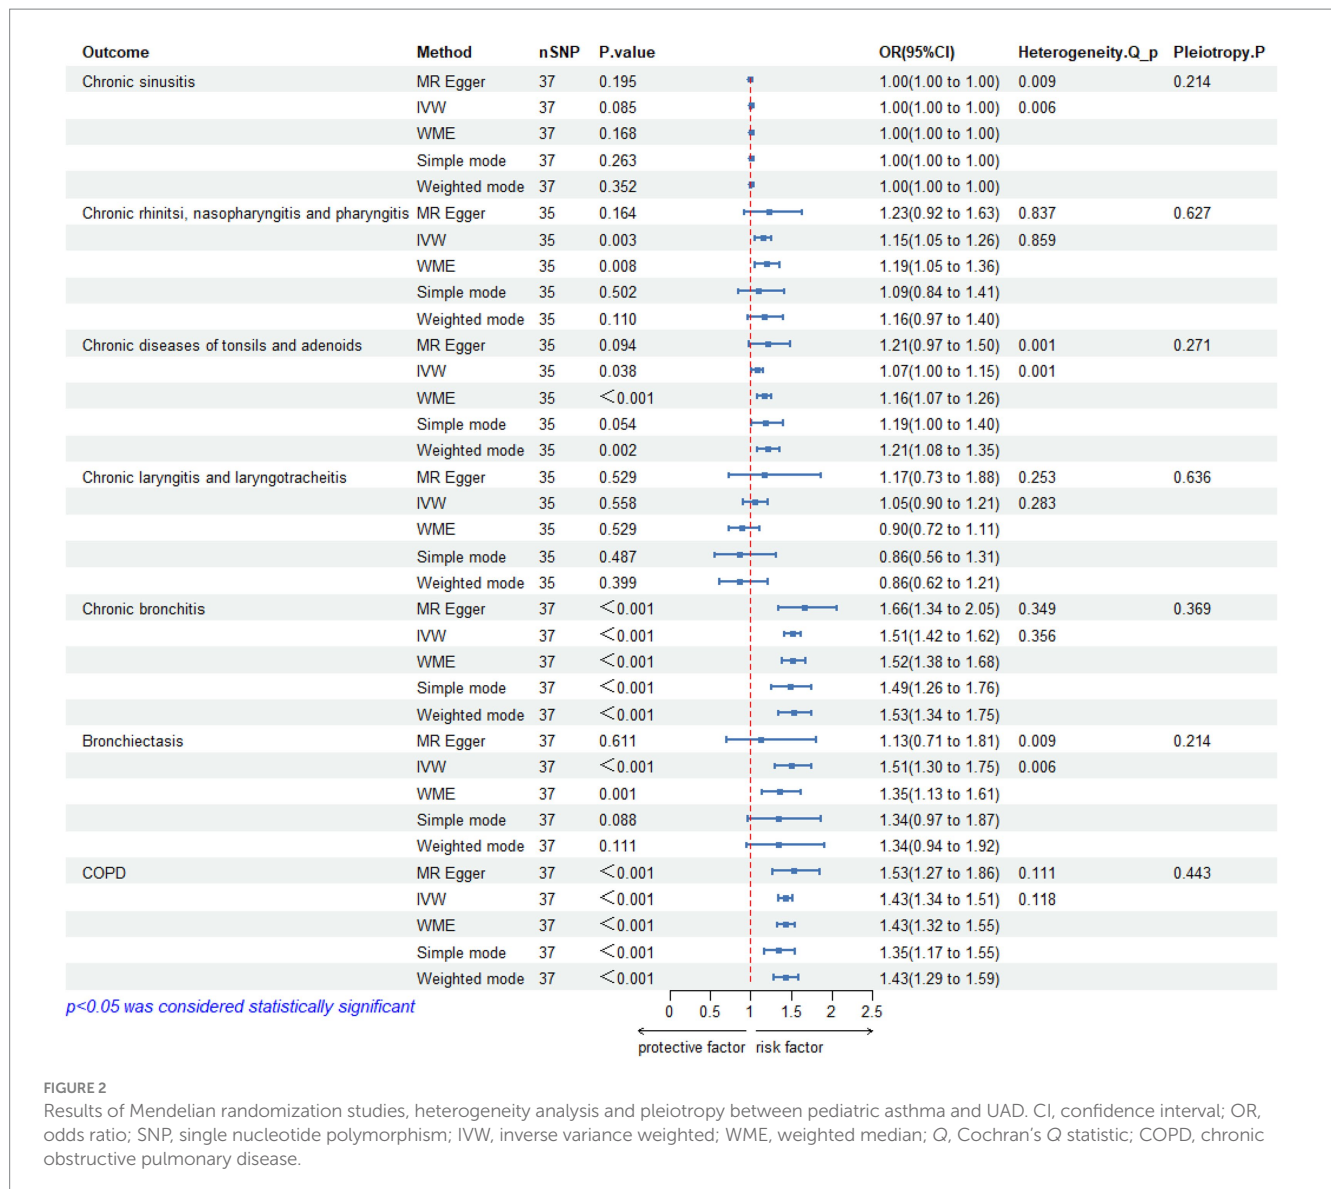 Outcome Method nSNP P.value OR(95%CI) Heterogeneity.Q_p Pleiotropy.P
Chronic sinusitis MR Egger 37 0.195 1.00(1.00 to 1.00) 0.009 0.214
IVW 37 0.085 1.00(1.00 to 1.00) 0.006
WME 37 0.168 1.00(1.00 to 1.00)
Simple mode 37 0.263 1.00(1.00 to 1.00)
Weighted mode 37 0.352 1.00(1.00 to 1.00)
Chronic rhinitsi, nasopharyngitis and pharyngitis MR Egger 35 0.164 1.23(0.92 to 1.63) 0.837 0.627
IVW 35 0.003 1.15(1.05 to 1.26) 0.859
WME 35 0.008 1.19(1.05 to 1.36)
Simple mode 35 0.502 1.09(0.84 to 1.41)
Weighted mode 35 0.110 1.16(0.97 to 1.40)
Chronic diseases of tonsils and adenoids MR Egger 35 0.094 1.21(0.97 to 1.50) 0.001 0.271
IVW 35 0.038 1.07(1.00 to 1.15) 0.001
WME 35 <0.001 1.16(1.07 to 1.26)
Simple mode 35 0.054 1.19(1.00 to 1.40)
Weighted mode 35 0.002 1.21(1.08 to 1.35)
Chronic laryngitis and laryngotracheitis MR Egger 35 0.529 1.17(0.73 to 1.88) 0.253 0.636
IVW 35 0.558 1.05(0.90 to 1.21) 0.283
WME 35 0.529 0.90(0.72 to 1.11)
Simple mode 35 0.487 0.86(0.56 to 1.31)
Weighted mode 35 0.399 0.86(0.62 to 1.21)
Chronic bronchitis MR Egger 37 <0.001 1.66(1.34 to 2.05) 0.349 0.369
IVW 37 <0.001 1.51(1.42 to 1.62) 0.356
WME 37 <0.001 1.52(1.38 to 1.68)
Simple mode 37 <0.001 1.49(1.26 to 1.76)
Weighted mode 37 <0.001 1.53(1.34 to 1.75)
Bronchiectasis MR Egger 37 0.611 1.13(0.71 to 1.81) 0.009 0.214
IVW 37 <0.001 1.51(1.30 to 1.75) 0.006
WME 37 0.001 1.35(1.13 to 1.61)
Simple mode 37 0.088 1.34(0.97 to 1.87)
Weighted mode 37 0.111 1.34(0.94 to 1.92)
COPD MR Egger 37 <0.001 1.53(1.27 to 1.86) 0.111 0.443
IVW 37 <0.001 1.43(1.34 to 1.51) 0.118
WME 37 <0.001 1.43(1.32 to 1.55)
Simple mode 37 <0.001 1.35(1.17 to 1.55)
Weighted mode 37 <0.001 1.43(1.29 to 1.59)
p<0.05 was considered statistically significant
0 0.5 1 1.5 2 2.5
protective factor risk factor
FIGURE 2
Results of Mendelian randomization studies, heterogeneity analysis and pleiotropy between pediatric asthma and UAD. CI, confidence interval; OR,
odds ratio; SNP, single nucleotide polymorphism; IVW, inverse variance weighted; WME, weighted median; Q, Cochran's Q statistic; COPD, chronic
obstructive pulmonary disease.